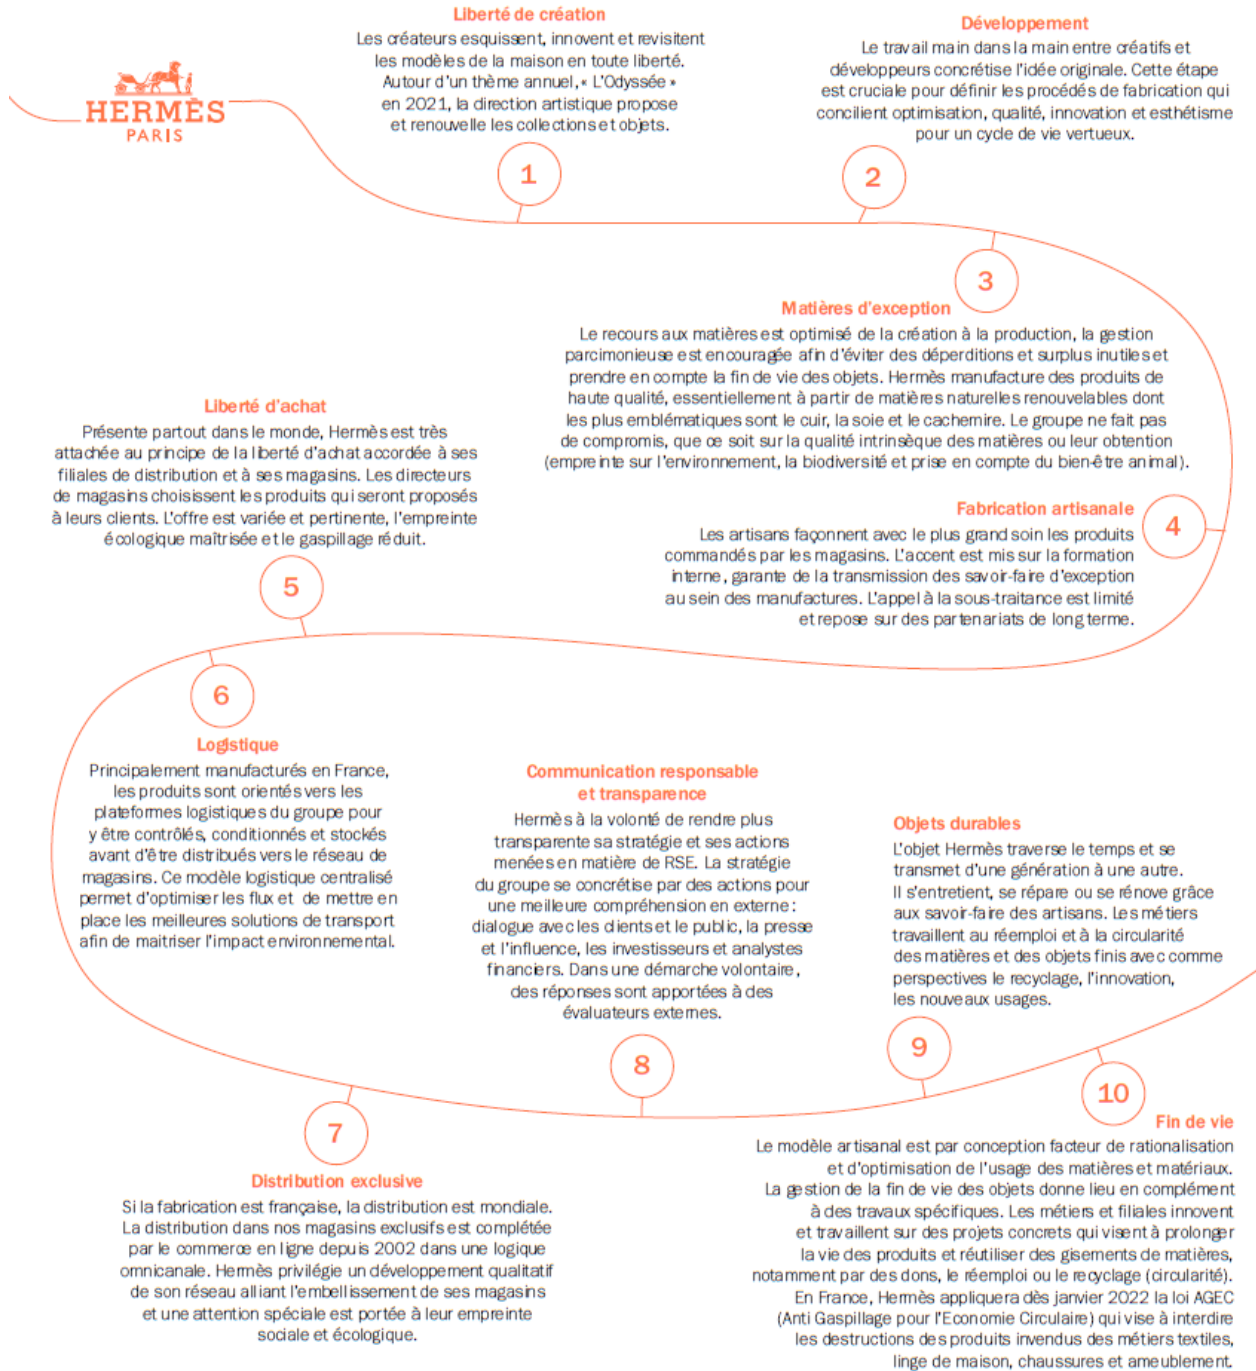 HERMÈS
PARIS
Liberté de création
Les créateurs esquissent, innovent et revisitent
les modèles de la maison en toute liberté.
Autour d'un thème annuel, « L'Odyssée »
en 2021, la direction artistique propose
et renouvelle les collections et objets.
1
Développement
Le travail main dans la main entre créatifs et
développeurs concrétise l'idée originale. Cette étape
est cruciale pour définir les procédés de fabrication qui
concilient optimisation, qualité, innovation et esthétisme
pour un cycle de vie vertueux.
2
3
Matières d'exception
Le recours aux matières est optimisé de la création à la production, la gestion
parcimonieuse est encouragée afin d'éviter des déperditions et surplus inutiles et
prendre en compte la fin de vie des objets. Hermès manufacture des produits de
haute qualité, essentiellement à partir de matières naturelles renouvelables dont
les plus emblématiques sont le cuir, la soie et le cachemire. Le groupe ne fait pas
de compromis, que ce soit sur la qualité intrinsèque des matières ou leur obtention
(empreinte sur l'environnement, la biodiversité et prise en compte du bien-être animal).
Fabrication artisanale
4
Les artisans façonnent avec le plus grand soin les produits
commandés par les magasins. L'accent est mis sur la formation
interne, garante de la transmission des savoir-faire d'exception
au sein des manufactures. L'appel à la sous-traitance est limité
et repose sur des partenariats de long terme.
Liberté d'achat
Présente partout dans le monde, Hermès est très
attachée au principe de la liberté d'achat accordée à ses
filiales de distribution et à ses magasins. Les directeurs
de magasins choisissent les produits qui seront proposés
à leurs clients. L'offre est variée et pertinente, l'empreinte
écologique maîtrisée et le gaspillage réduit.
5
6
Logistique
Principalement manufacturés en France,
les produits sont orientés vers les
plateformes logistiques du groupe pour
y être contrôlés, conditionnés et stockés
avant d'être distribués vers le réseau de
magasins. Ce modèle logistique centralisé
permet d'optimiser les flux et de mettre en
place les meilleures solutions de transport
afin de maitriser l'impact environnemental.
7
Distribution exclusive
Si la fabrication est française, la distribution est mondiale.
La distribution dans nos magasins exclusifs est complétée
par le commerce en ligne depuis 2002 dans une logique
omnicanale. Hermès privilégie un développement qualitatif
de son réseau alliant l'embellissement de ses magasins
et une attention spéciale est portée à leur empreinte
sociale et écologique.
Communication responsable
et transparence
Hermès à la volonté de rendre plus
transparente sa stratégie et ses actions
menées en matière de RSE. La stratégie
du groupe se concrétise par des actions pour
une meilleure compréhension en externe :
dialogue avec les clients et le public, la presse
et l'influence, les investisseurs et analystes
financiers. Dans une démarche volontaire,
des réponses sont apportées à des
évaluateurs externes.
8
Objets durables
L'objet Hermès traverse le temps et se
transmet d'une génération à une autre.
Il s'entretient, se répare ou se rénove grâce
aux savoir-faire des artisans. Les métiers
travaillent au réemploi et à la circularité
des matières et des objets finis avec comme
perspectives le recyclage, l'innovation,
les nouveaux usages.
9
10
Fin de vie
Le modèle artisanal est par conception facteur de rationalisation
et d'optimisation de l'usage des matières et matériaux.
La gestion de la fin de vie des objets donne lieu en complément
à des travaux spécifiques. Les métiers et filiales innovent
et travaillent sur des projets concrets qui visent à prolonger
la vie des produits et réutiliser des gisements de matières,
notamment par des dons, le réemploi ou le recyclage (circularité).
En France, Hermès appliquera dès janvier 2022 la loi AGEC
(Anti Gaspillage pour l'Economie Circulaire) qui vise à interdire
les destructions des produits invendus des métiers textiles,
linge de maison, chaussures et ameublement.